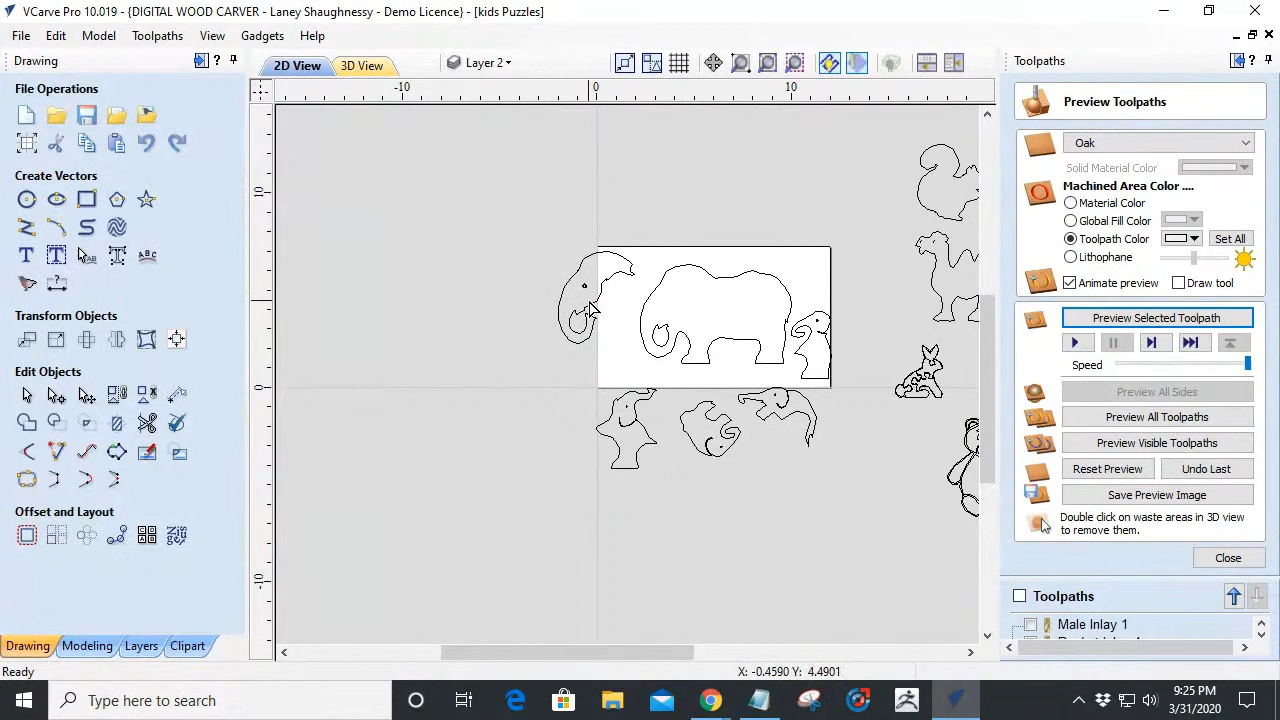 VCarve Pro 10.019 - {DIGITAL WOOD CARVER - Laney Shaughnessy - Demo Licence} - [kids Puzzles]
File Edit Model Toolpaths View Gadgets Help
Drawing
File Operations
Create Vectors
Transform Objects
Edit Objects
Offset and Layout
Drawing Modeling Layers Clipart
Ready
2D View 3D View Layer 2
-10 0 10
10
0
-10
X: -0.4590 Y: 4.4901
Toolpaths
Preview Toolpaths
Oak
Solid Material Color
Machined Area Color ....
Material Color
Global Fill Color
Toolpath Color Set All
Lithophane
Animate preview Draw tool
Preview Selected Toolpath
Speed
Preview All Sides
Preview All Toolpaths
Preview Visible Toolpaths
Reset Preview Undo Last
Save Preview Image
Double click on waste areas in 3D view
to remove them.
Close
Toolpaths
Male Inlay 1
Type here to search
9:25 PM
3/31/2020